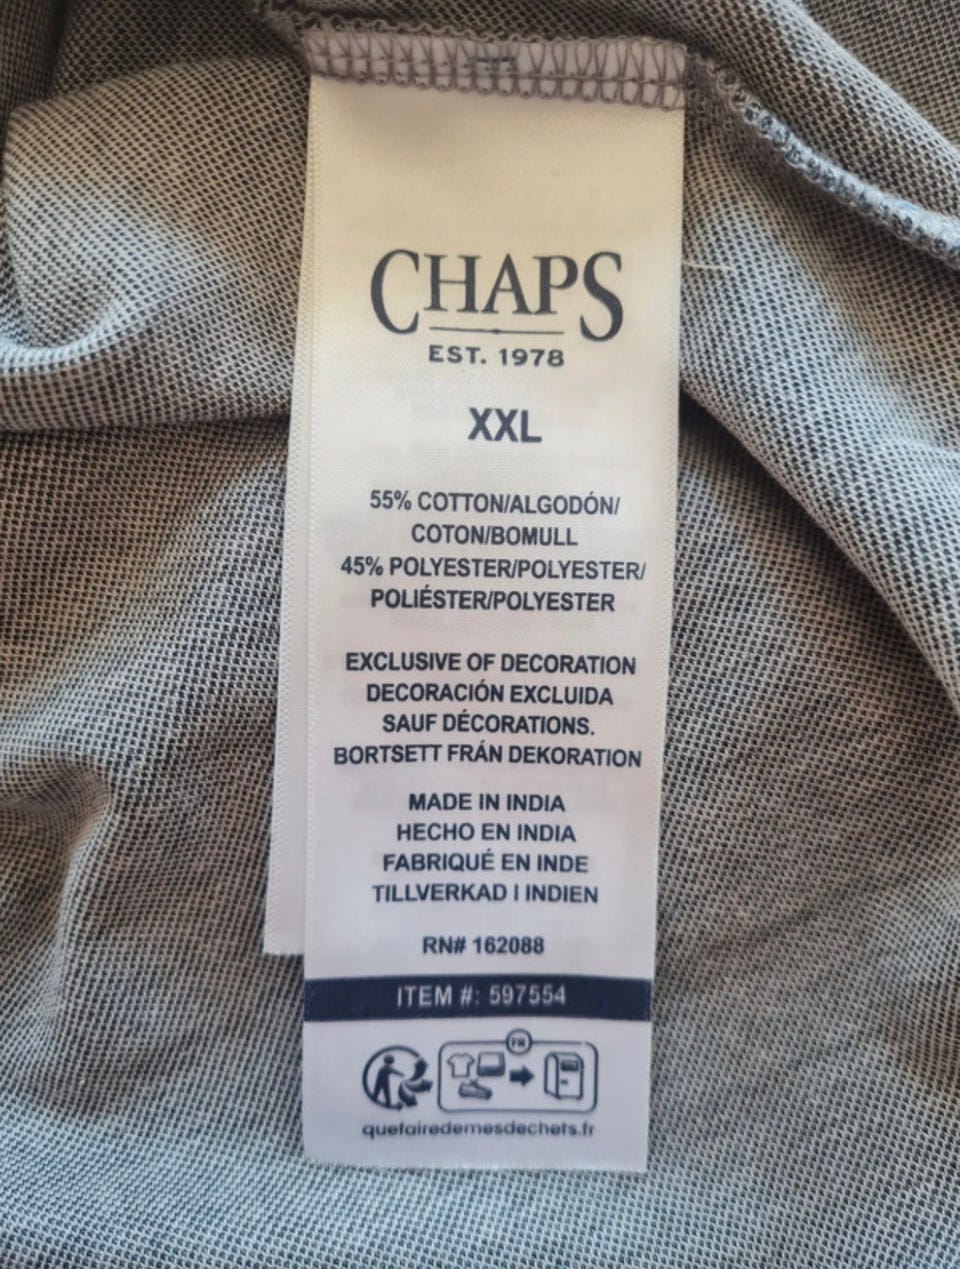 CHAPS
EST. 1978
XXL
55% COTTON/ALGODÓN/
COTON/BOMULL
45% POLYESTER/POLYESTER/
POLIÉSTER/POLYESTER
EXCLUSIVE OF DECORATION
DECORACIÓN EXCLUIDA
SAUF DÉCORATIONS.
BORTSETT FRÁN DEKORATION
MADE IN INDIA
HECHO EN INDIA
FABRIQUÉ EN INDE
TILLVERKAD I INDIEN
RN# 162088
ITEM #: 597554
FR
quefairedemesdechets.fr